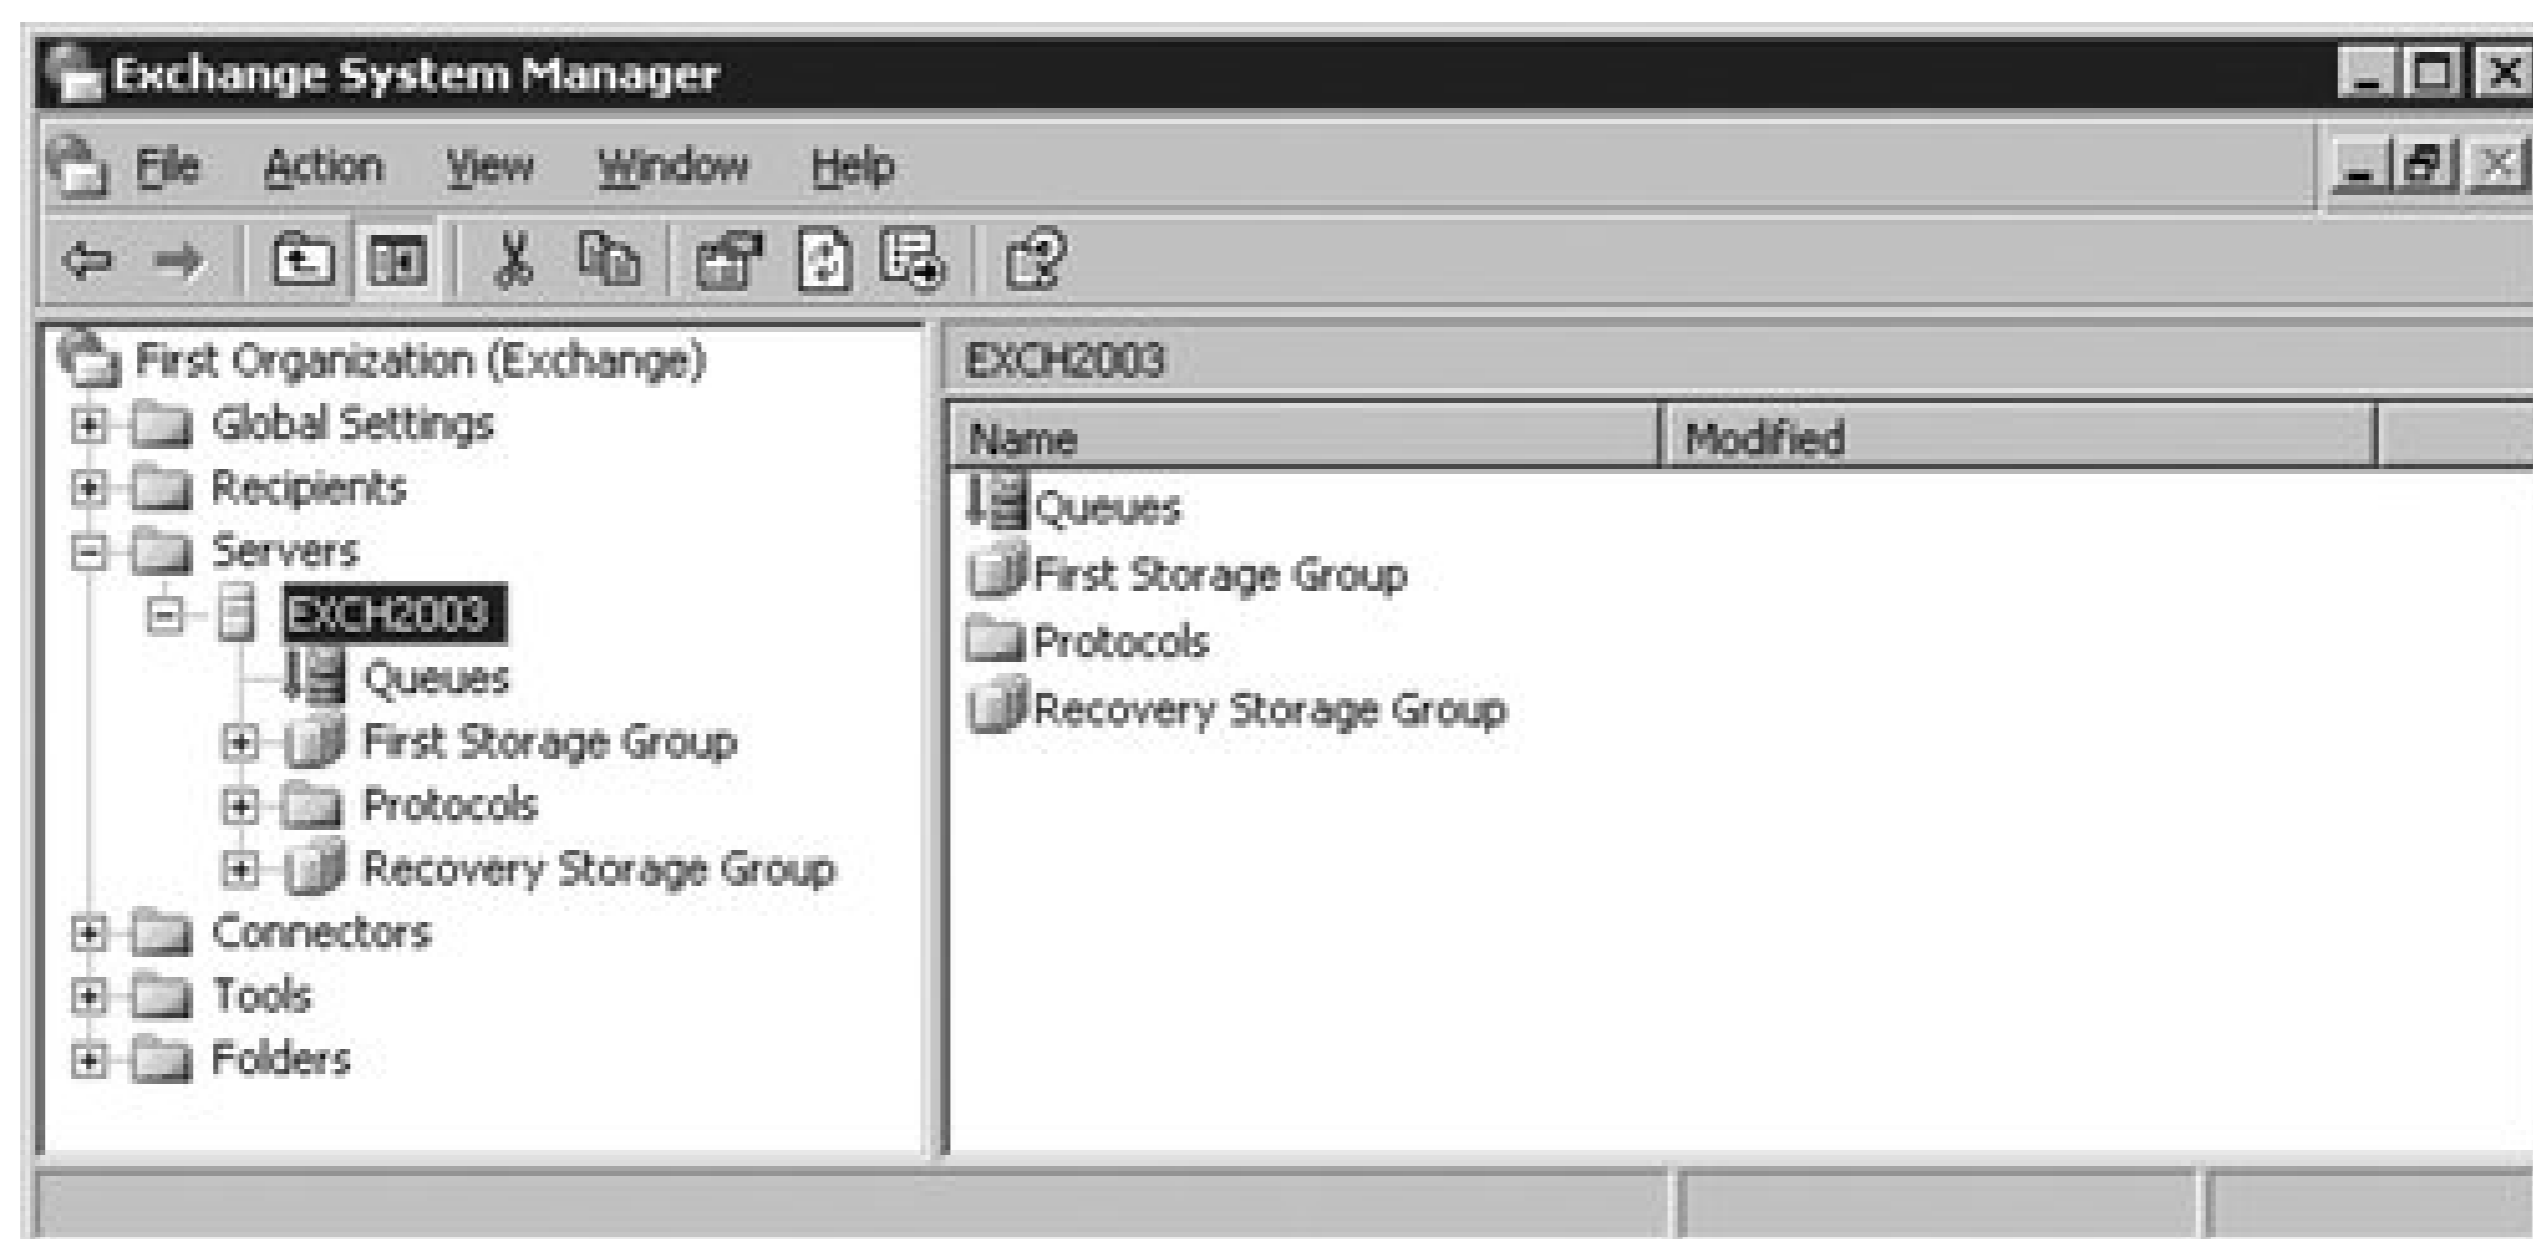 Exchange System Manager
File Action View Window Help
First Organization (Exchange)
Global Settings
Recipients
Servers
EXCH2003
Queues
First Storage Group
Protocols
Recovery Storage Group
Connectors
Tools
Folders
EXCH2003
Name Modified
Queues
First Storage Group
Protocols
Recovery Storage Group